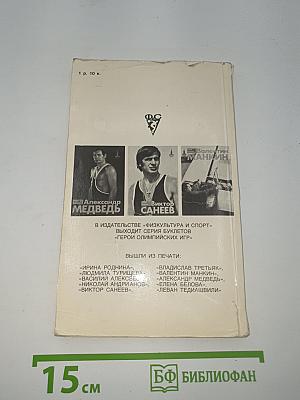 1 р. 10 к.
ФС
Александр
МЕДВЕДЬ
Виктор
САНЕЕВ
Валентин
МАНКИН
В ИЗДАТЕЛЬСТВЕ «ФИЗКУЛЬТУРА И СПОРТ»
ВЫХОДИТ СЕРИЯ БУКЛЕТОВ
«ГЕРОИ ОЛИМПИЙСКИХ ИГР»
ВЫШЛИ ИЗ ПЕЧАТИ:
«ИРИНА РОДНИНА»,
«ЛЮДМИЛА ТУРИЩЕВА»,
«ВАСИЛИЙ АЛЕКСЕЕВ»,
«НИКОЛАЙ АНДРИАНОВ»,
«ВИКТОР САНЕЕВ»,
«ВЛАДИСЛАВ ТРЕТЬЯК»,
«ВАЛЕНТИН МАНКИН»,
«АЛЕКСАНДР МЕДВЕДЬ»,
«ЕЛЕНА БЕЛОВА»,
«ЛЕВАН ТЕДИАШВИЛИ»
15 см
БФ БИБЛИОФАН